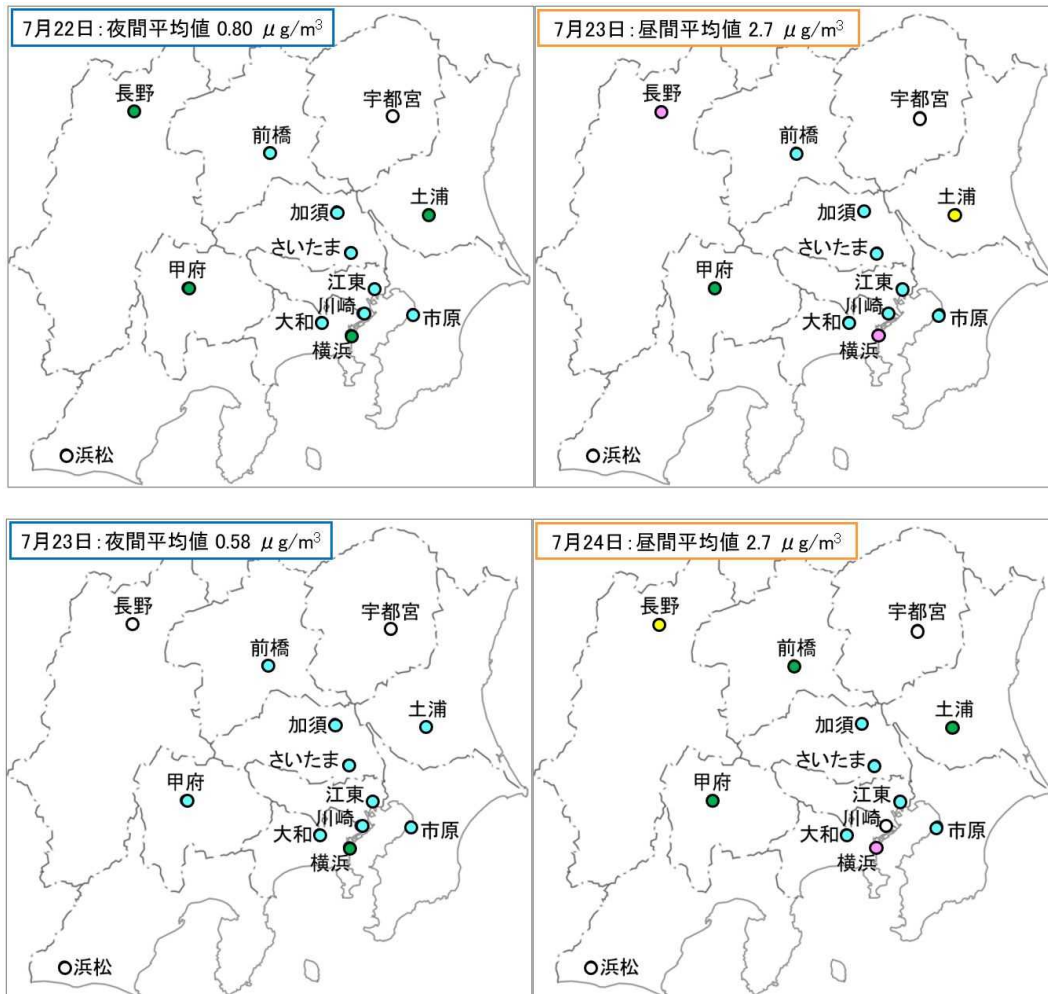 7月22日:夜間平均値 0.80 μg/m³
長野
宇都宮
前橋
加須
土浦
さいたま
甲府
江東
川崎
大和
市原
横浜
浜松
7月23日:昼間平均値 2.7 μg/m³
長野
宇都宮
前橋
加須
土浦
さいたま
甲府
江東
川崎
大和
市原
横浜
浜松
7月23日:夜間平均値 0.58 μg/m³
長野
宇都宮
前橋
加須
土浦
さいたま
甲府
江東
川崎
大和
市原
横浜
浜松
7月24日:昼間平均値 2.7 μg/m³
長野
宇都宮
前橋
加須
土浦
さいたま
甲府
江東
川崎
大和
市原
横浜
浜松